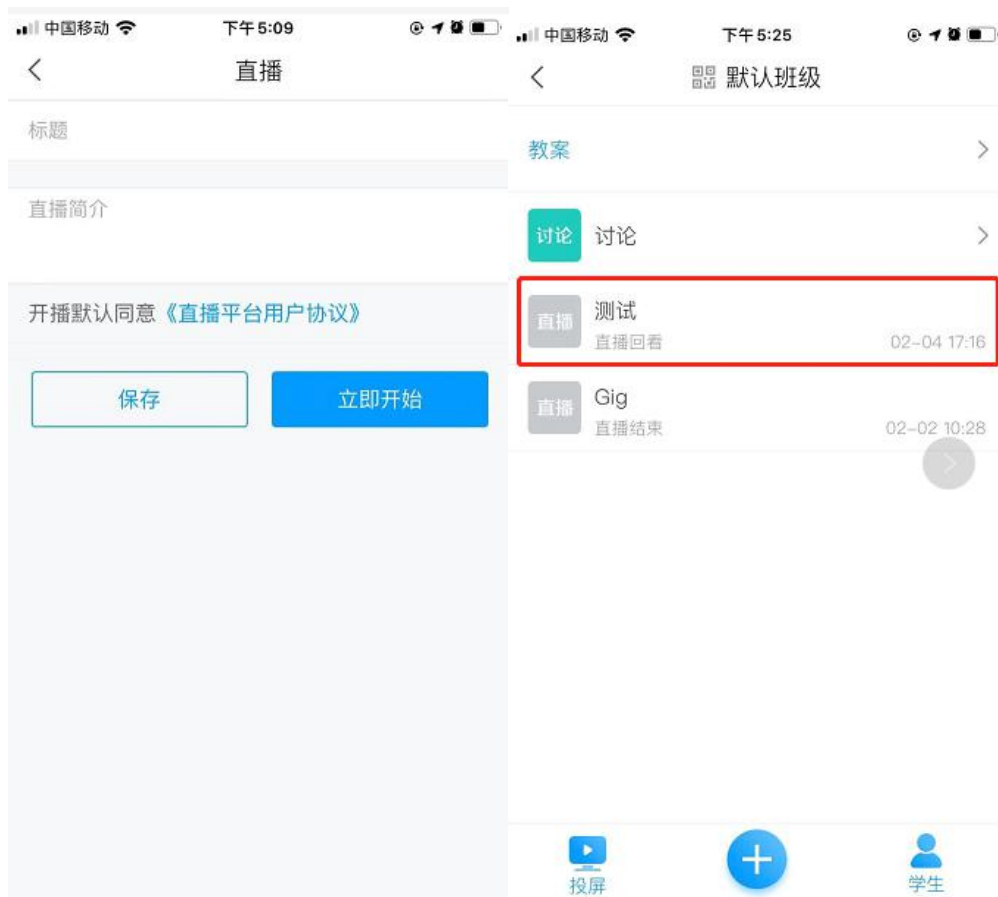 中国移动 下午5:09
直播
标题
直播简介
开播默认同意《直播平台用户协议》
保存 立即开始
中国移动 下午5:25
默认班级
教案
讨论 讨论
直播 测试
直播回看 02-04 17:16
直播 Gig
直播结束 02-02 10:28
投屏 学生